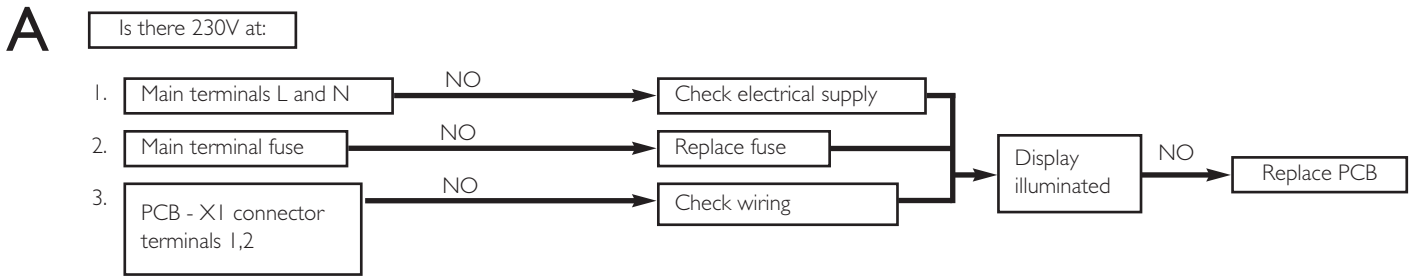 A
Is there 230V at:
1. Main terminals L and N
NO
Check electrical supply
2. Main terminal fuse
NO
Replace fuse
3. PCB - X1 connector
terminals 1,2
NO
Check wiring
Display
illuminated
NO
Replace PCB